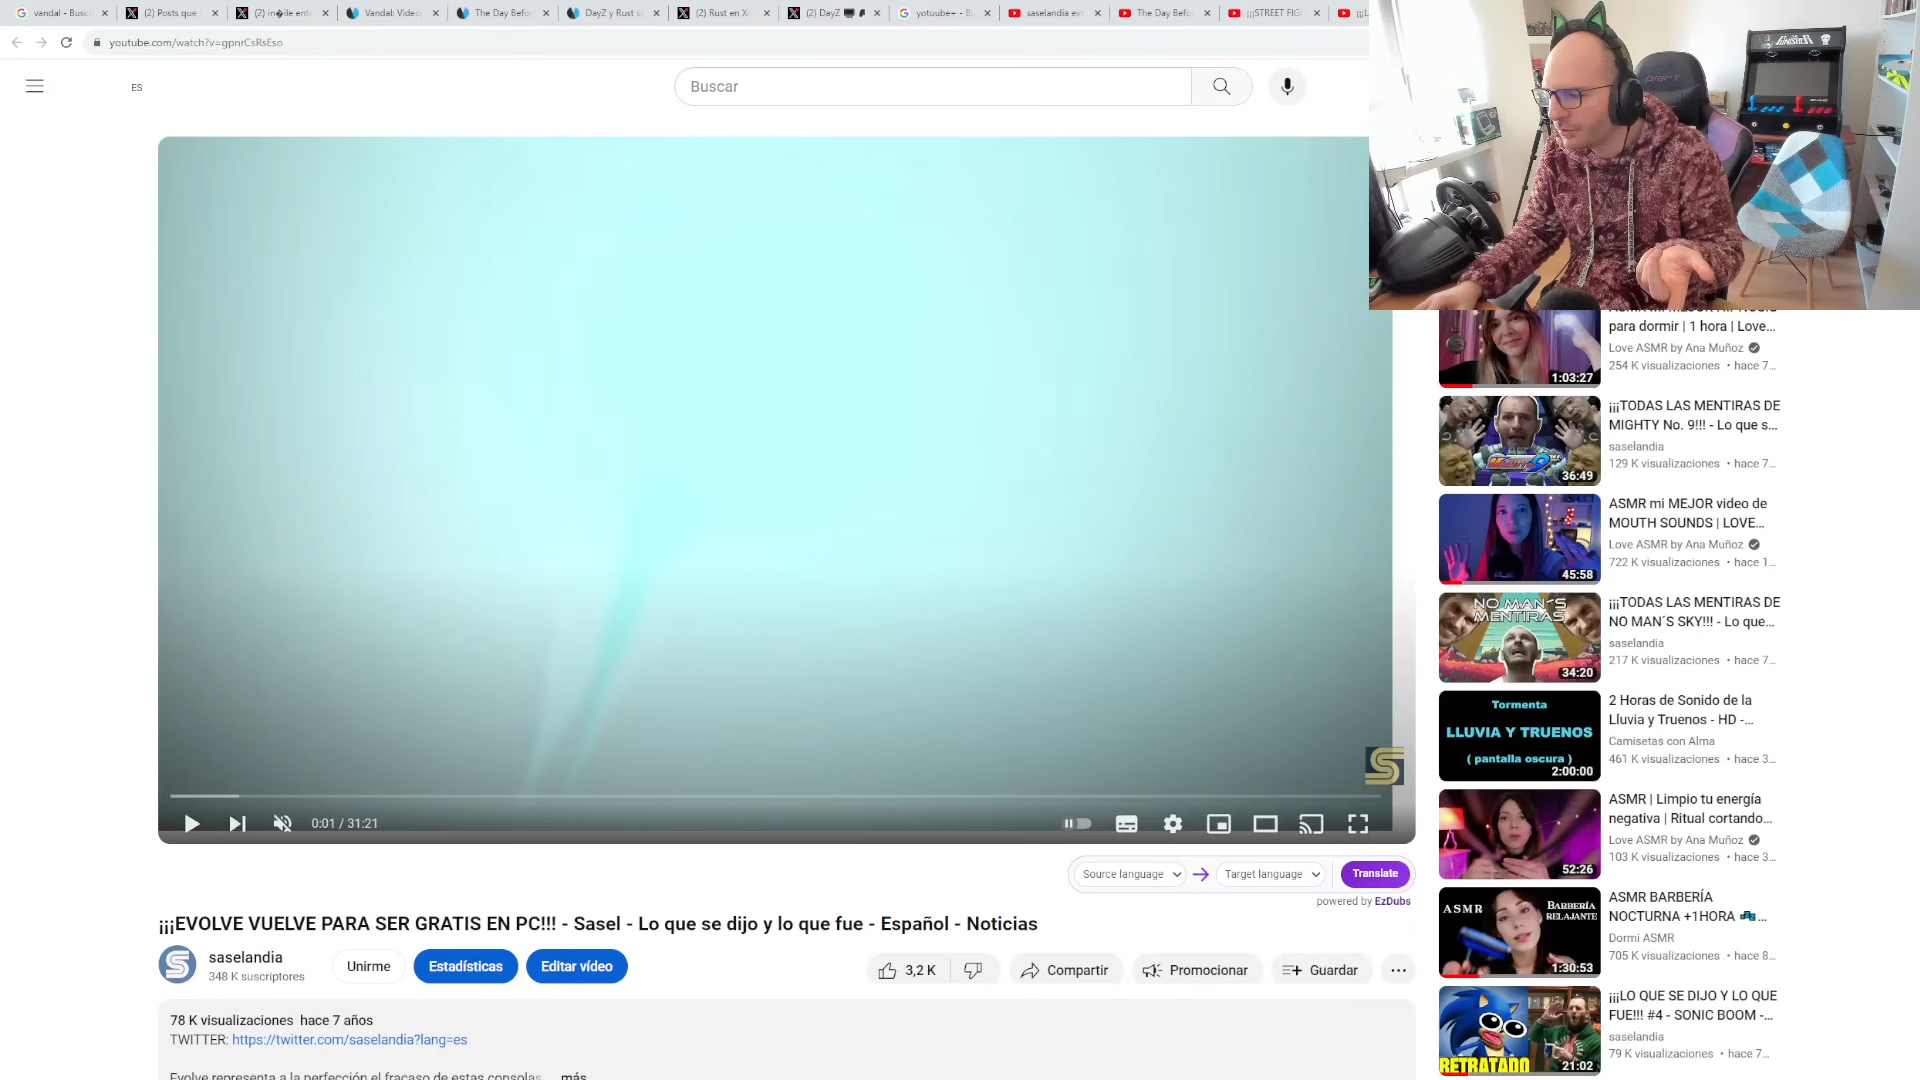 vandal - Busc
(2) Posts que
(2) in�ile ente
Vandal: Video
The Day Before
DayZ y Rust se
(2) Rust en X:
(2) DayZ
yotuube+ - Bu
saselandia evo
The Day Befo
¡¡¡STREET FIG
youtube.com/watch?v=gpnrCsRsEso
ES
Buscar
PUNISHER
0:01 / 31:21
Source language
Target language
Translate
powered by EzDubs
¡¡¡EVOLVE VUELVE PARA SER GRATIS EN PC!!! - Sasel - Lo que se dijo y lo que fue - Español - Noticias
saselandia
348 K suscriptores
Unirme
Estadísticas
Editar vídeo
3,2 K
Compartir
Promocionar
Guardar
78 K visualizaciones hace 7 años
TWITTER: https://twitter.com/saselandia?lang=es
Evolve representa a la perfección el fracaso de estas consolas
...más
para dormir | 1 hora | Love...
Love ASMR by Ana Muñoz
254 K visualizaciones • hace 7...
1:03:27
¡¡¡TODAS LAS MENTIRAS DE
MIGHTY No. 9!!! - Lo que s...
saselandia
129 K visualizaciones • hace 7...
36:49
ASMR mi MEJOR video de
MOUTH SOUNDS | LOVE...
Love ASMR by Ana Muñoz
722 K visualizaciones • hace 1...
45:58
NO MAN´S
MENTIRAS
34:20
¡¡¡TODAS LAS MENTIRAS DE
NO MAN´S SKY!!! - Lo que...
saselandia
217 K visualizaciones • hace 7...
Tormenta
LLUVIA Y TRUENOS
( pantalla oscura )
2:00:00
2 Horas de Sonido de la
Lluvia y Truenos - HD -...
Camisetas con Alma
461 K visualizaciones • hace 3...
ASMR | Limpio tu energía
negativa | Ritual cortando...
Love ASMR by Ana Muñoz
103 K visualizaciones • hace 3...
52:26
ASMR
BARBERÍA
RELAJANTE
1:30:53
ASMR BARBERÍA
NOCTURNA +1HORA
Dormi ASMR
705 K visualizaciones • hace 8...
RETRATADO
21:02
¡¡¡LO QUE SE DIJO Y LO QUE
FUE!!! #4 - SONIC BOOM -...
saselandia
79 K visualizaciones • hace 7...